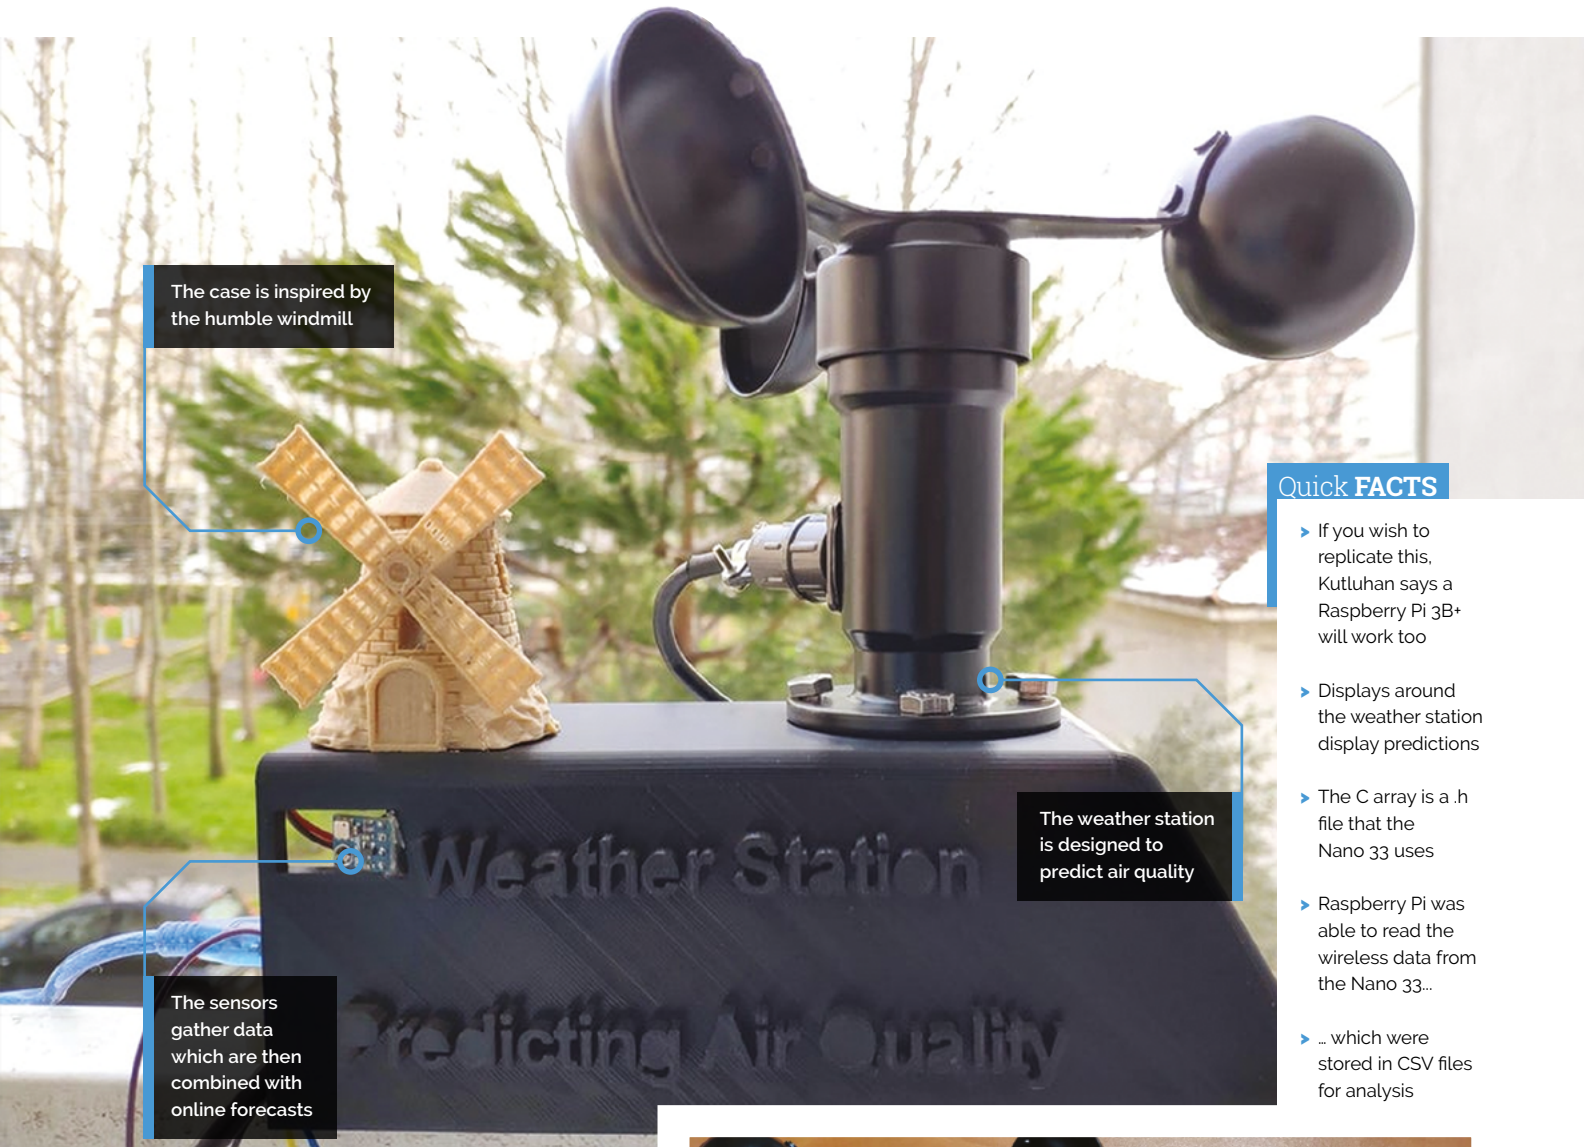 The case is inspired by
the humble windmill
Quick FACTS
> If you wish to
replicate this,
Kutluhan says a
Raspberry Pi 3B+
will work too
> Displays around
the weather station
display predictions
> The C array is a .h
file that the
Nano 33 uses
> Raspberry Pi was
able to read the
wireless data from
the Nano 33...
> … which were
stored in CSV files
for analysis
The weather station
is designed to
predict air quality
Weather Station
Predicting Air Quality
The sensors
gather data
which are then
combined with
online forecasts